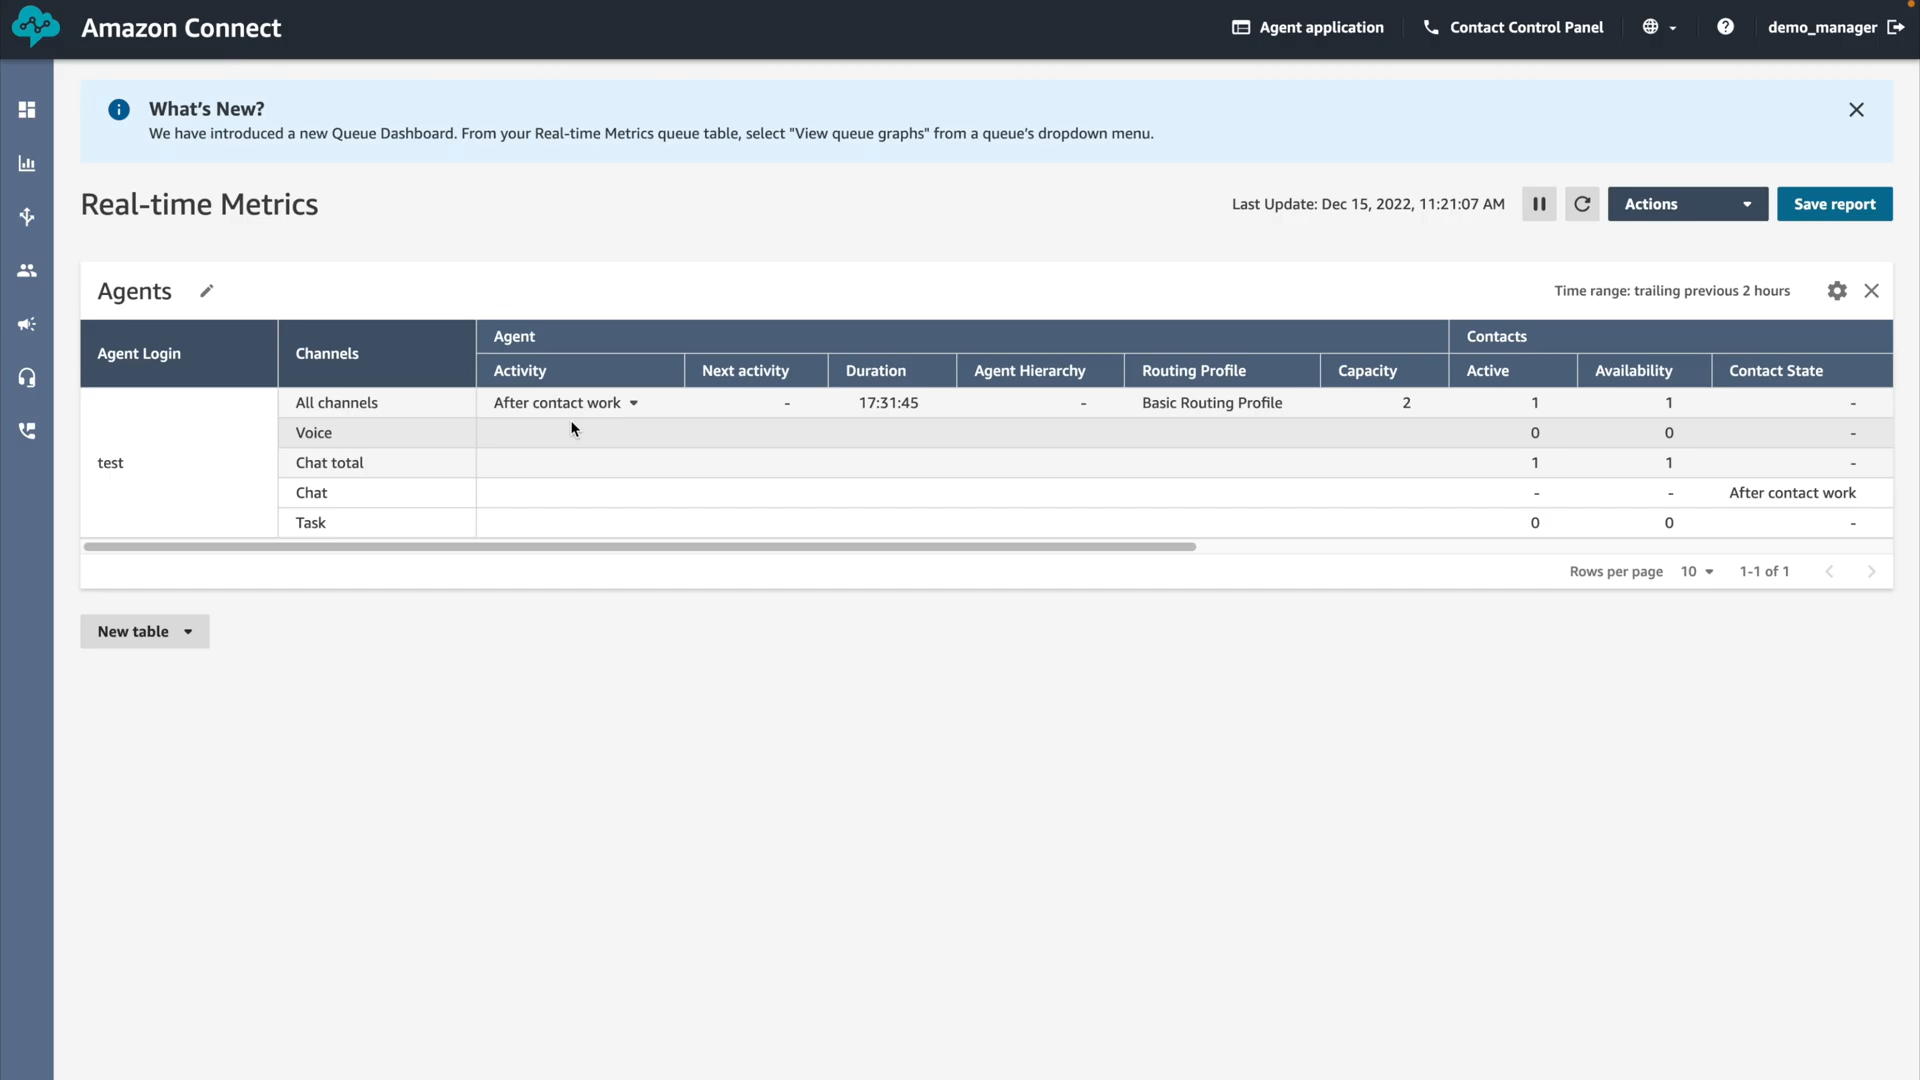 Amazon Connect
Agent application
Contact Control Panel
demo_manager
What's New?
We have introduced a new Queue Dashboard. From your Real-time Metrics queue table, select "View queue graphs" from a queue's dropdown menu.
Real-time Metrics
Last Update: Dec 15, 2022, 11:21:07 AM
Actions
Save report
Agents
Time range: trailing previous 2 hours
Agent Login Channels Agent Contacts
Activity Next activity Duration Agent Hierarchy Routing Profile Capacity Active Availability Contact State
All channels After contact work - 17:31:45 - Basic Routing Profile 2 1 1 -
Voice 0 0 -
test Chat total 1 1 -
Chat - - After contact work
Task 0 0 -
Rows per page 10 1-1 of 1
New table